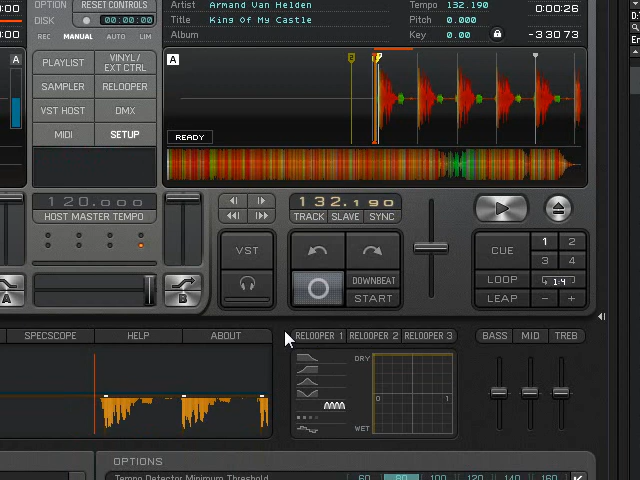 :00
OPTION RESET CONTROLS Artist Armand Van Helden Tempo 132.190
DISK 00:00:00 Title King Of My Castle Pitch 0.000 0:00:26
:00 REC MANUAL AUTO LIM Album Key 0.00 -33073
A PLAYLIST VINYL/ EXT CTRL A
SAMPLER RELOOPER
VST HOST DMX
MIDI SETUP READY
120.000 132.190
HOST MASTER TEMPO TRACK SLAVE SYNC
VST CUE 1 2
3 4
DOWNBEAT LOOP 1:4
A B START LEAP - +
SPECSCOPE HELP ABOUT RELOOPER 1 RELOOPER 2 RELOOPER 3 BASS MID TREB
DRY
0 1
WET
OPTIONS
Tempo Detector Minimum Threshold 60 80 100 120 140 160